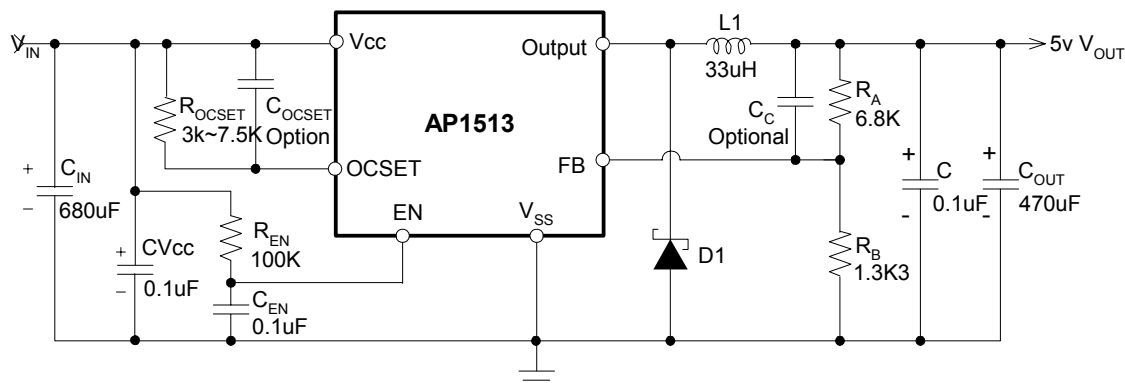 V_IN
Vcc
Output
L1
33uH
5v V_OUT
R_OCSET
3k~7.5K
C_OCSET
Option
AP1513
C_C
Optional
R_A
6.8K
OCSET
FB
C_IN
680uF
EN
V_SS
C
0.1uF
C_OUT
470uF
R_EN
100K
CVcc
0.1uF
D1
R_B
1.3K3
C_EN
0.1uF
+
−
+
−
+
-
+
-